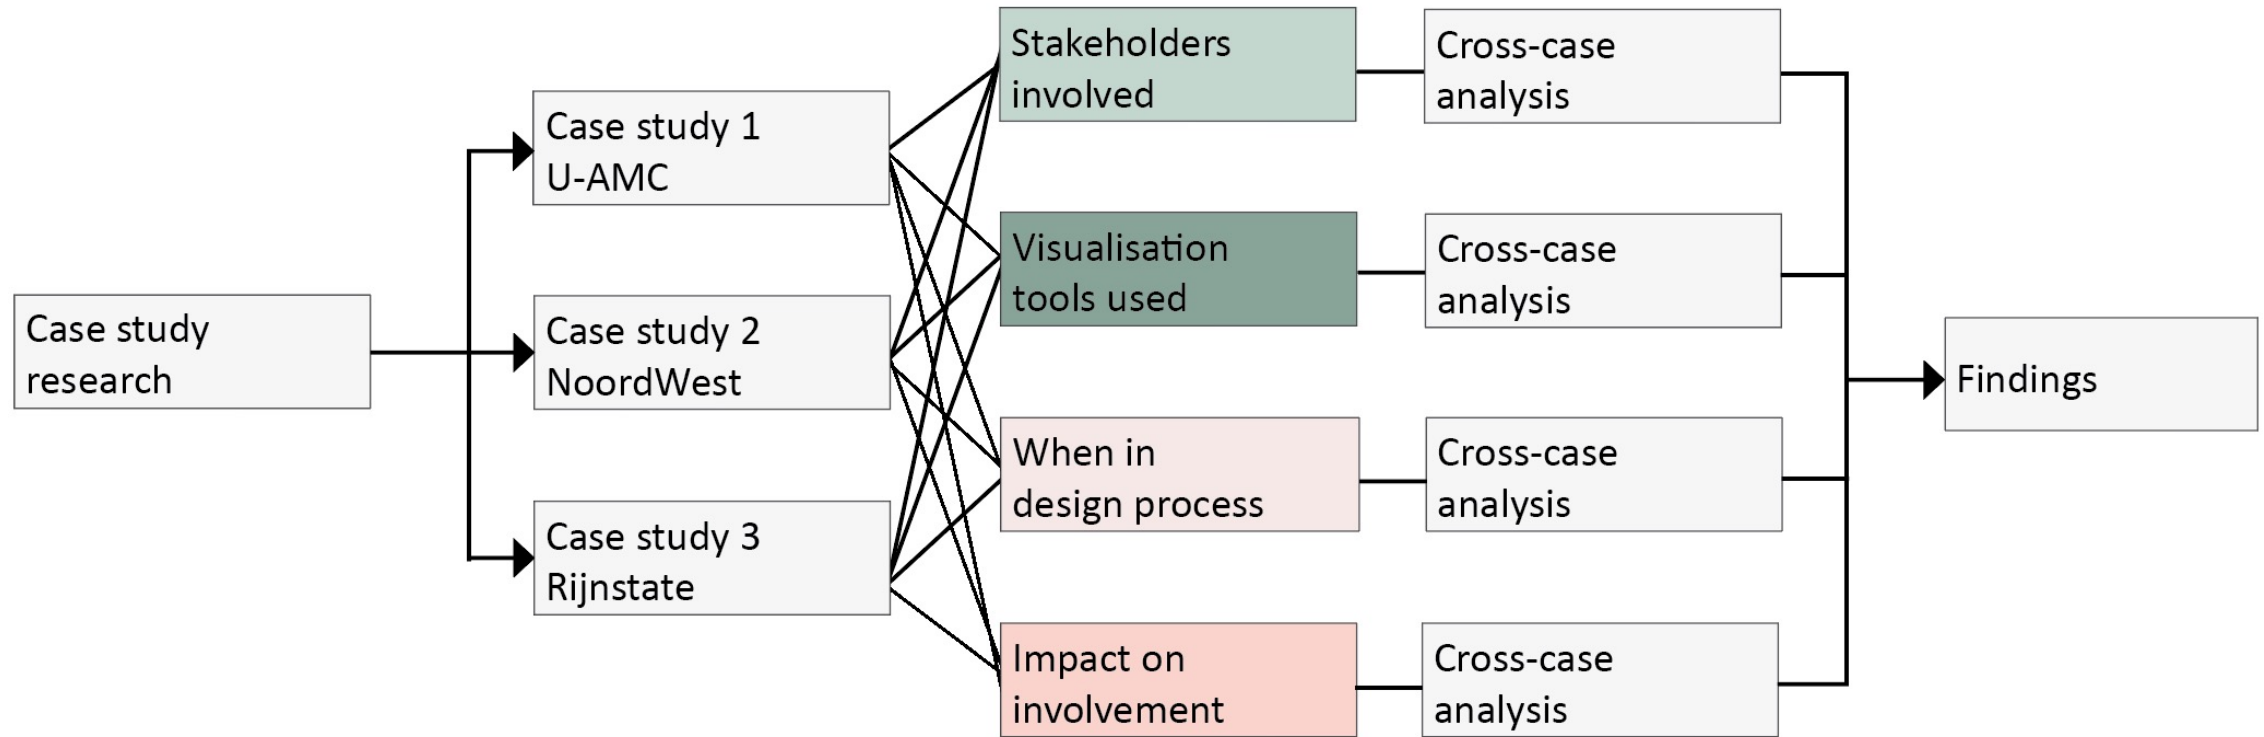 Case study
research
Case study 1
U-AMC
Case study 2
NoordWest
Case study 3
Rijnstate
Stakeholders
involved
Visualisation
tools used
When in
design process
Impact on
involvement
Cross-case
analysis
Cross-case
analysis
Cross-case
analysis
Cross-case
analysis
Findings